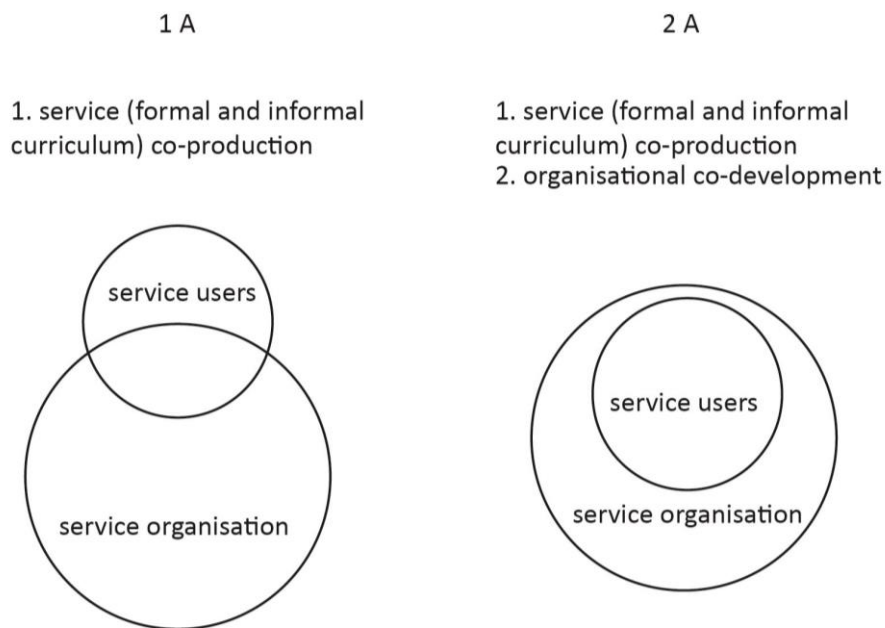 1 A
1. service (formal and informal
curriculum) co-production
service users
service organisation
2 A
1. service (formal and informal
curriculum) co-production
2. organisational co-development
service users
service organisation